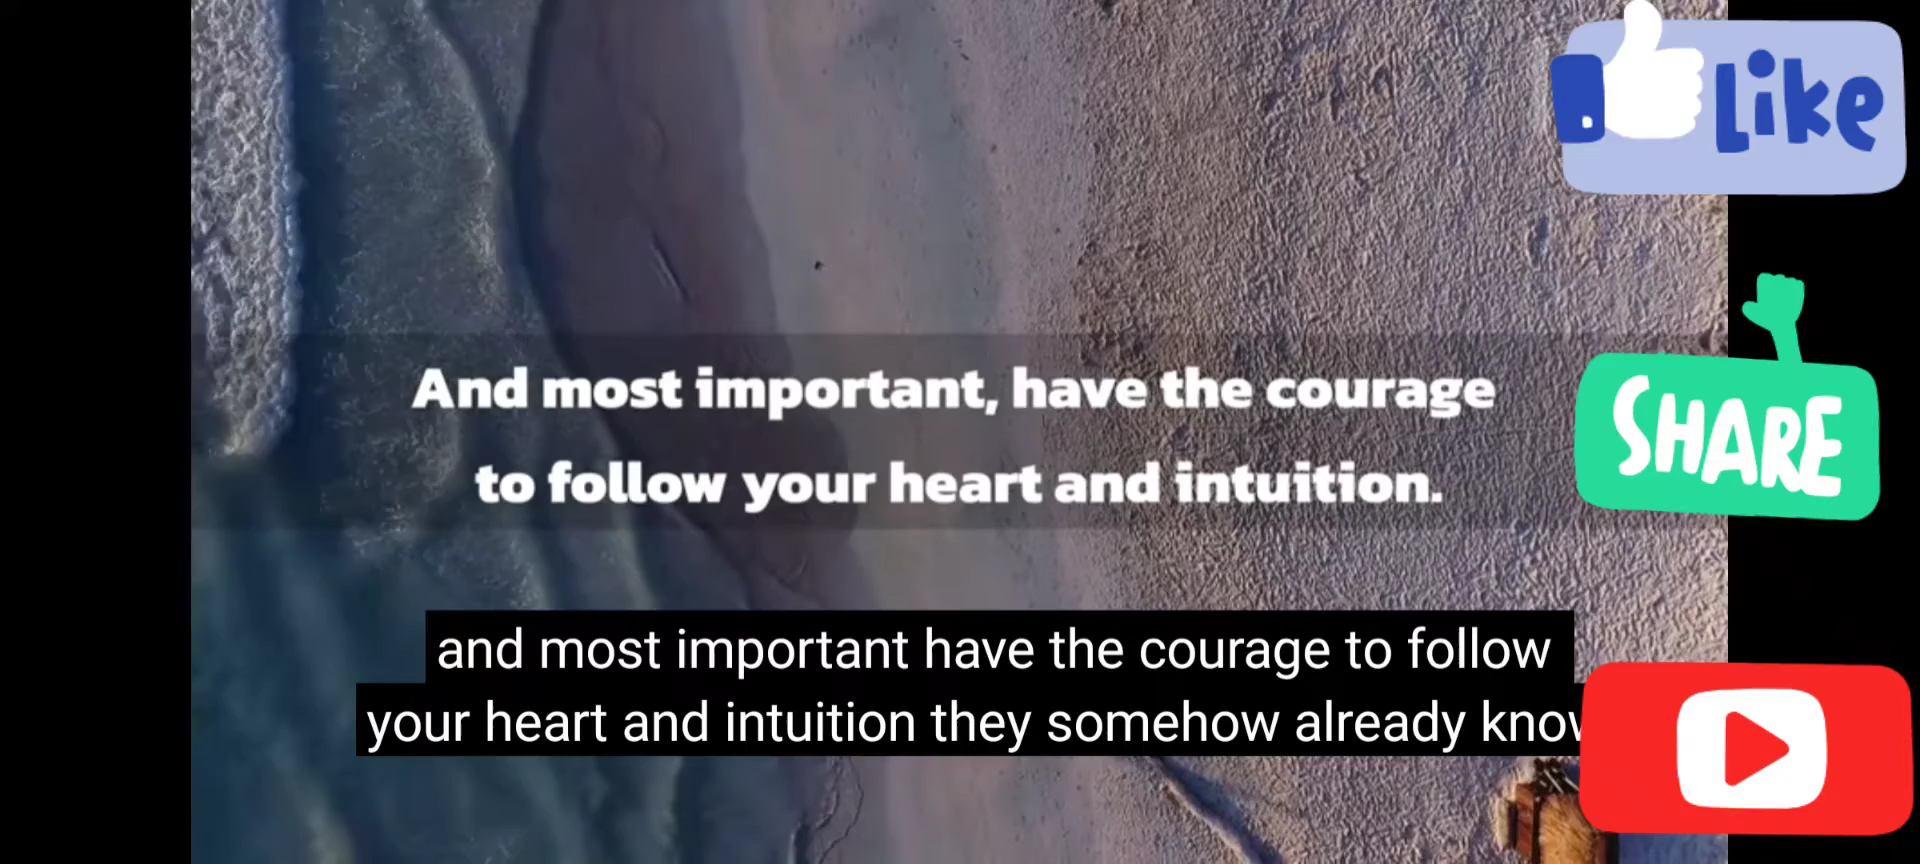 Like
And most important, have the courage
to follow your heart and intuition.
SHARE
and most important have the courage to follow
your heart and intuition they somehow already